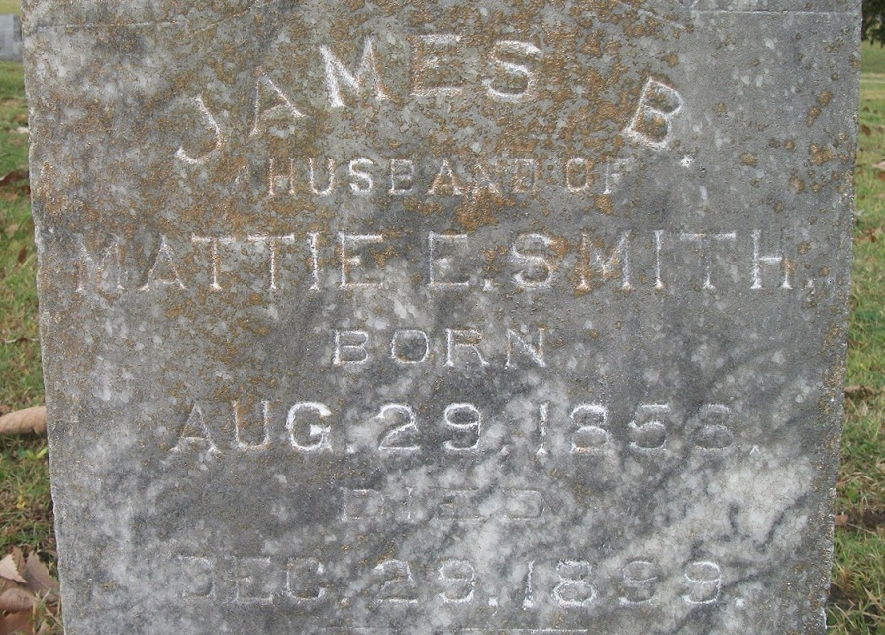 JAMES B.
HUSBAND OF
MATTIE E. SMITH.
BORN
AUG. 29, 1858.
DIED
DEC. 29, 1899.